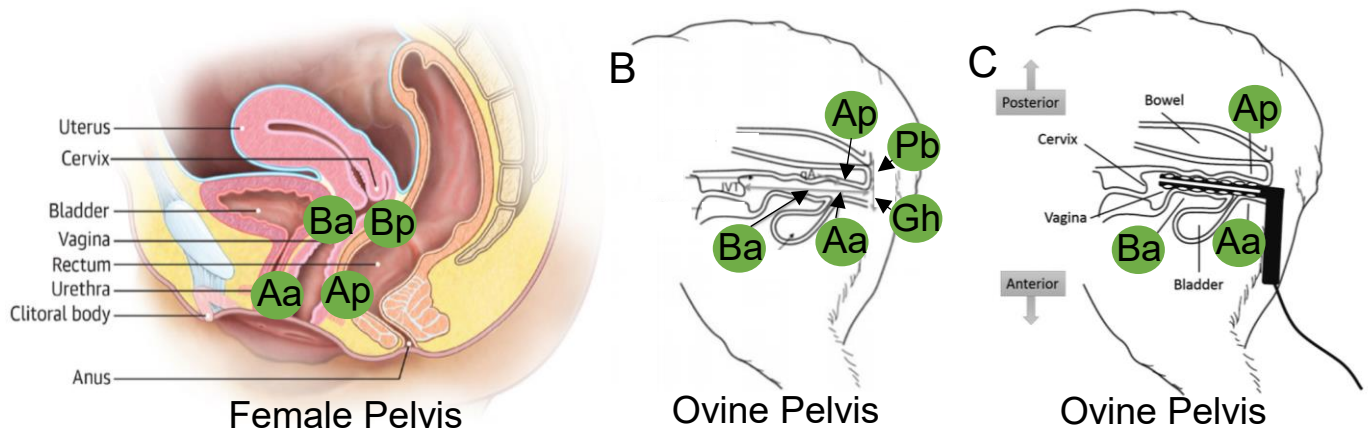 Uterus
Cervix
Bladder
Vagina
Rectum
Urethra
Clitoral body
Anus
Ba
Bp
Aa
Ap
Female Pelvis
B
Ap
Pb
IVT
Ba
Aa
Gh
Ovine Pelvis
C
Posterior
Bowel
Ap
Cervix
Vagina
Ba
Aa
Bladder
Anterior
Ovine Pelvis